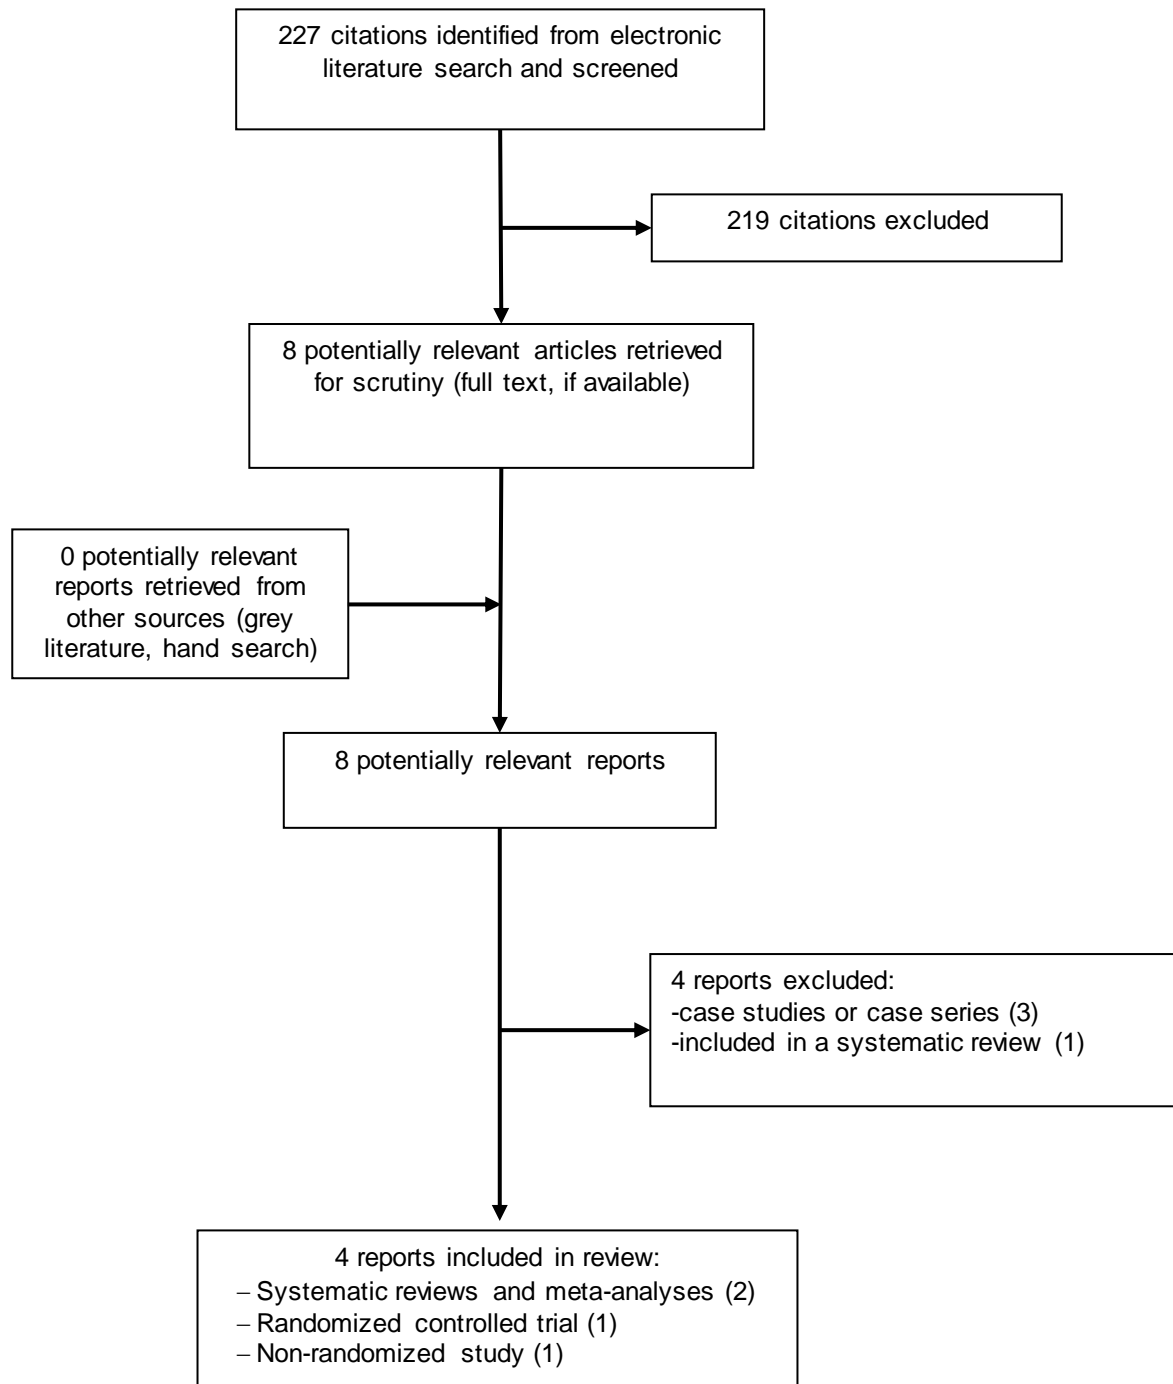 227 citations identified from electronic
literature search and screened
219 citations excluded
8 potentially relevant articles retrieved
for scrutiny (full text, if available)
0 potentially relevant
reports retrieved from
other sources (grey
literature, hand search)
8 potentially relevant reports
4 reports excluded:
-case studies or case series (3)
-included in a systematic review (1)
4 reports included in review:
– Systematic reviews and meta-analyses (2)
– Randomized controlled trial (1)
– Non-randomized study (1)